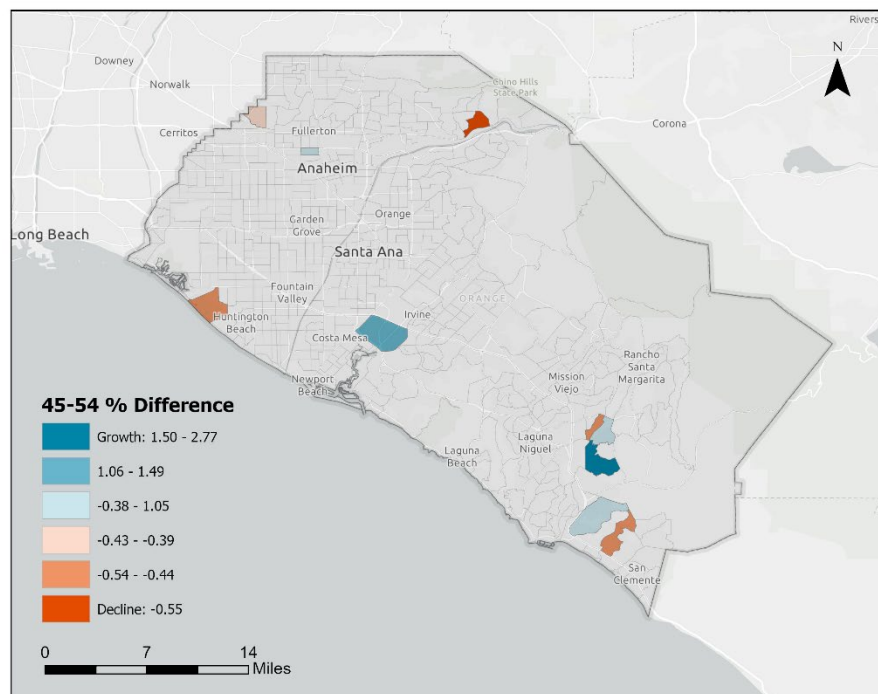 Rivers
Downey
Norwalk
Chino Hills
State Park
N
Corona
Cerritos
Fullerton
Anaheim
Long Beach
Garden
Grove
Orange
Santa Ana
Fountain
Valley
Irvine
ORANGE
Huntington
Beach
Costa Mesa
Newport
Beach
Mission
Viejo
Rancho
Santa
Margarita
Laguna
Beach
Laguna
Niguel
San
Clemente
45-54 % Difference
Growth: 1.50 - 2.77
1.06 - 1.49
-0.38 - 1.05
-0.43 - -0.39
-0.54 - -0.44
Decline: -0.55
0 7 14
Miles